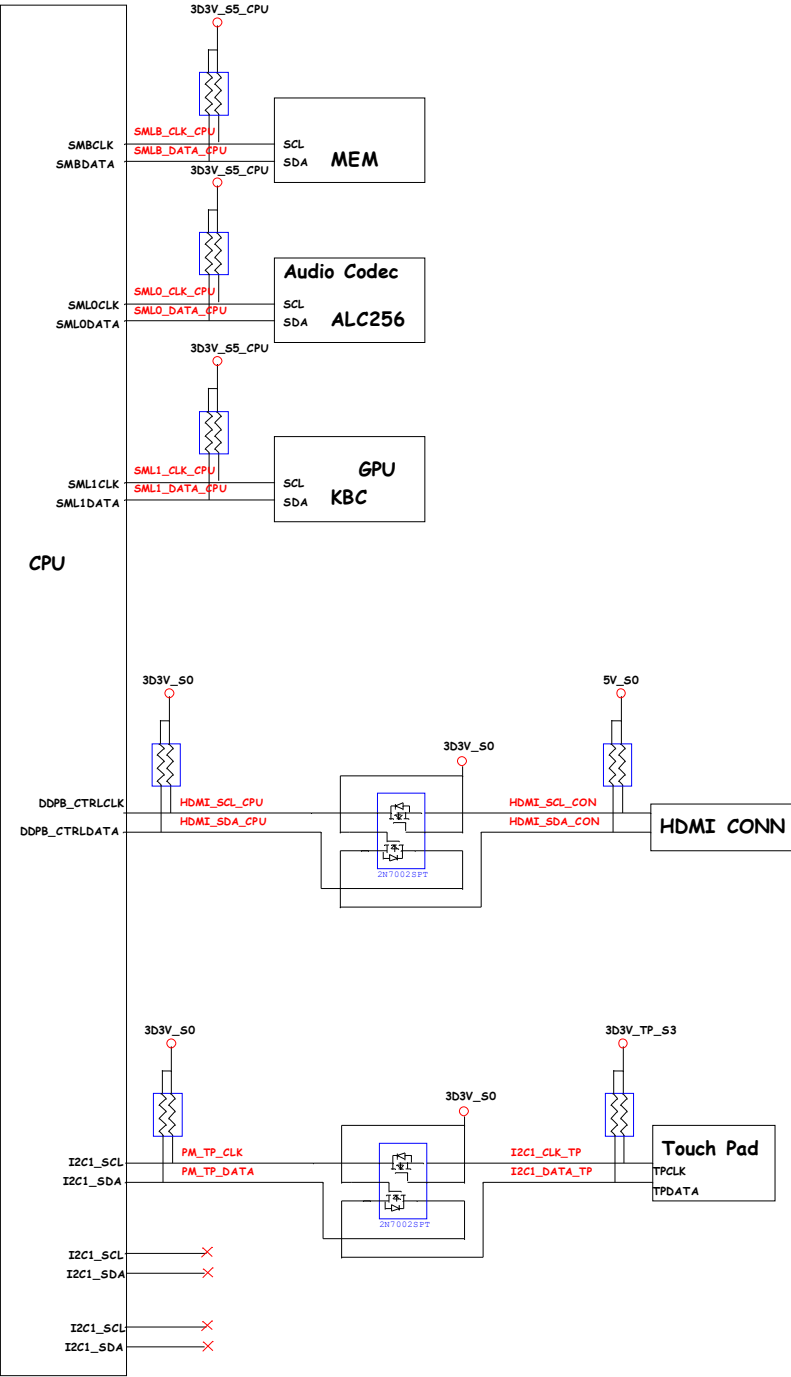 3D3V_S5_CPU
SMLB_CLK_CPU
SMBCLK
SCL
SMLB_DATA_CPU
SMBDATA
SDA
MEM
3D3V_S5_CPU
Audio Codec
SML0_CLK_CPU
SML0CLK
SCL
SML0_DATA_CPU
SML0DATA
SDA
ALC256
3D3V_S5_CPU
GPU
SML1_CLK_CPU
SML1CLK
SCL
SML1_DATA_CPU
SML1DATA
SDA
KBC
CPU
3D3V_S0
5V_S0
3D3V_S0
DDPB_CTRLCLK
HDMI_SCL_CPU
HDMI_SCL_CON
DDPB_CTRLDATA
HDMI_SDA_CPU
HDMI_SDA_CON
HDMI CONN
2N7002SPT
3D3V_S0
3D3V_TP_S3
3D3V_S0
Touch Pad
I2C1_SCL
PM_TP_CLK
I2C1_CLK_TP
TPCLK
I2C1_SDA
PM_TP_DATA
I2C1_DATA_TP
TPDATA
2N7002SPT
I2C1_SCL
I2C1_SDA
I2C1_SCL
I2C1_SDA